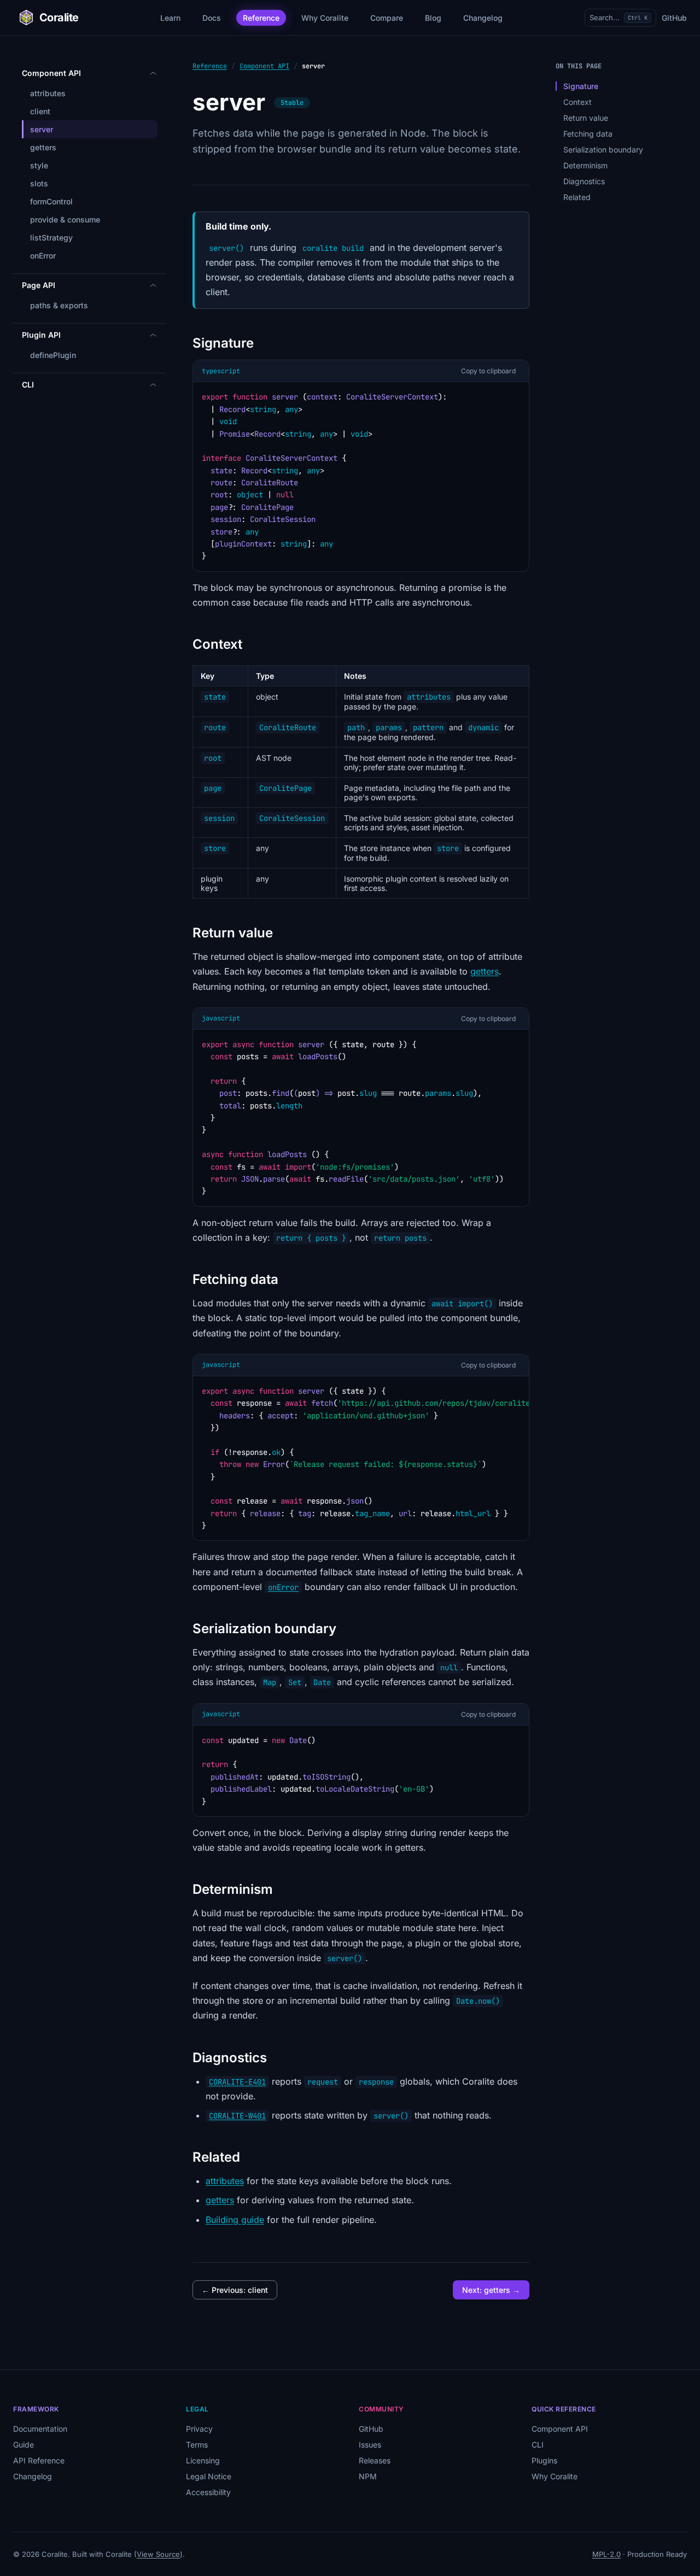 Coralite
Learn
Docs
Reference
Why Coralite
Compare
Blog
Changelog
Search...
Ctrl K
GitHub
Component API
attributes
client
server
getters
style
slots
formControl
provide & consume
listStrategy
onError
Page API
paths & exports
Plugin API
definePlugin
CLI
Reference / Component API / server
server
Stable
Fetches data while the page is generated in Node. The block is
stripped from the browser bundle and its return value becomes state.
Build time only.
server() runs during coralite build and in the development server's
render pass. The compiler removes it from the module that ships to the
browser, so credentials, database clients and absolute paths never reach a
client.
Signature
typescript
Copy to clipboard
export function server (context: CoraliteServerContext):
  | Record<string, any>
  | void
  | Promise<Record<string, any> | void>
interface CoraliteServerContext {
  state: Record<string, any>
  route: CoraliteRoute
  root: object | null
  page?: CoralitePage
  session: CoraliteSession
  store?: any
  [pluginContext: string]: any
}
The block may be synchronous or asynchronous. Returning a promise is the
common case because file reads and HTTP calls are asynchronous.
Context
Key
Type
Notes
state
object
Initial state from attributes plus any value
passed by the page.
route
CoraliteRoute
path, params, pattern and dynamic for
the page being rendered.
root
AST node
The host element node in the render tree. Read-
only; prefer state over mutating it.
page
CoralitePage
Page metadata, including the file path and the
page's own exports.
session
CoraliteSession
The active build session: global state, collected
scripts and styles, asset injection.
store
any
The store instance when store is configured
for the build.
plugin
keys
any
Isomorphic plugin context is resolved lazily on
first access.
Return value
The returned object is shallow-merged into component state, on top of attribute
values. Each key becomes a flat template token and is available to getters.
Returning nothing, or returning an empty object, leaves state untouched.
javascript
Copy to clipboard
export async function server ({ state, route }) {
  const posts = await loadPosts()
  return {
    post: posts.find((post) => post.slug === route.params.slug),
    total: posts.length
  }
}
async function loadPosts () {
  const fs = await import('node:fs/promises')
  return JSON.parse(await fs.readFile('src/data/posts.json', 'utf8'))
}
A non-object return value fails the build. Arrays are rejected too. Wrap a
collection in a key: return { posts }, not return posts.
Fetching data
Load modules that only the server needs with a dynamic await import() inside
the block. A static top-level import would be pulled into the component bundle,
defeating the point of the boundary.
javascript
Copy to clipboard
export async function server ({ state }) {
  const response = await fetch('https://api.github.com/repos/tjdav/coralite
    headers: { accept: 'application/vnd.github+json' }
  })
  if (!response.ok) {
    throw new Error(`Release request failed: ${response.status}`)
  }
  const release = await response.json()
  return { release: { tag: release.tag_name, url: release.html_url } }
}
Failures throw and stop the page render. When a failure is acceptable, catch it
here and return a documented fallback state instead of letting the build break. A
component-level onError boundary can also render fallback UI in production.
Serialization boundary
Everything assigned to state crosses into the hydration payload. Return plain data
only: strings, numbers, booleans, arrays, plain objects and null. Functions,
class instances, Map, Set, Date and cyclic references cannot be serialized.
javascript
Copy to clipboard
const updated = new Date()
return {
  publishedAt: updated.toISOString(),
  publishedLabel: updated.toLocaleDateString('en-GB')
}
Convert once, in the block. Deriving a display string during render keeps the
value stable and avoids repeating locale work in getters.
Determinism
A build must be reproducible: the same inputs produce byte-identical HTML. Do
not read the wall clock, random values or mutable module state here. Inject
dates, feature flags and test data through the page, a plugin or the global store,
and keep the conversion inside server().
If content changes over time, that is cache invalidation, not rendering. Refresh it
through the store or an incremental build rather than by calling Date.now()
during a render.
Diagnostics
• CORALITE-E401 reports request or response globals, which Coralite does
not provide.
• CORALITE-W401 reports state written by server() that nothing reads.
Related
• attributes for the state keys available before the block runs.
• getters for deriving values from the returned state.
• Building guide for the full render pipeline.
← Previous: client
Next: getters →
ON THIS PAGE
Signature
Context
Return value
Fetching data
Serialization boundary
Determinism
Diagnostics
Related
FRAMEWORK
Documentation
Guide
API Reference
Changelog
LEGAL
Privacy
Terms
Licensing
Legal Notice
Accessibility
COMMUNITY
GitHub
Issues
Releases
NPM
QUICK REFERENCE
Component API
CLI
Plugins
Why Coralite
© 2026 Coralite. Built with Coralite (View Source).
MPL-2.0 · Production Ready